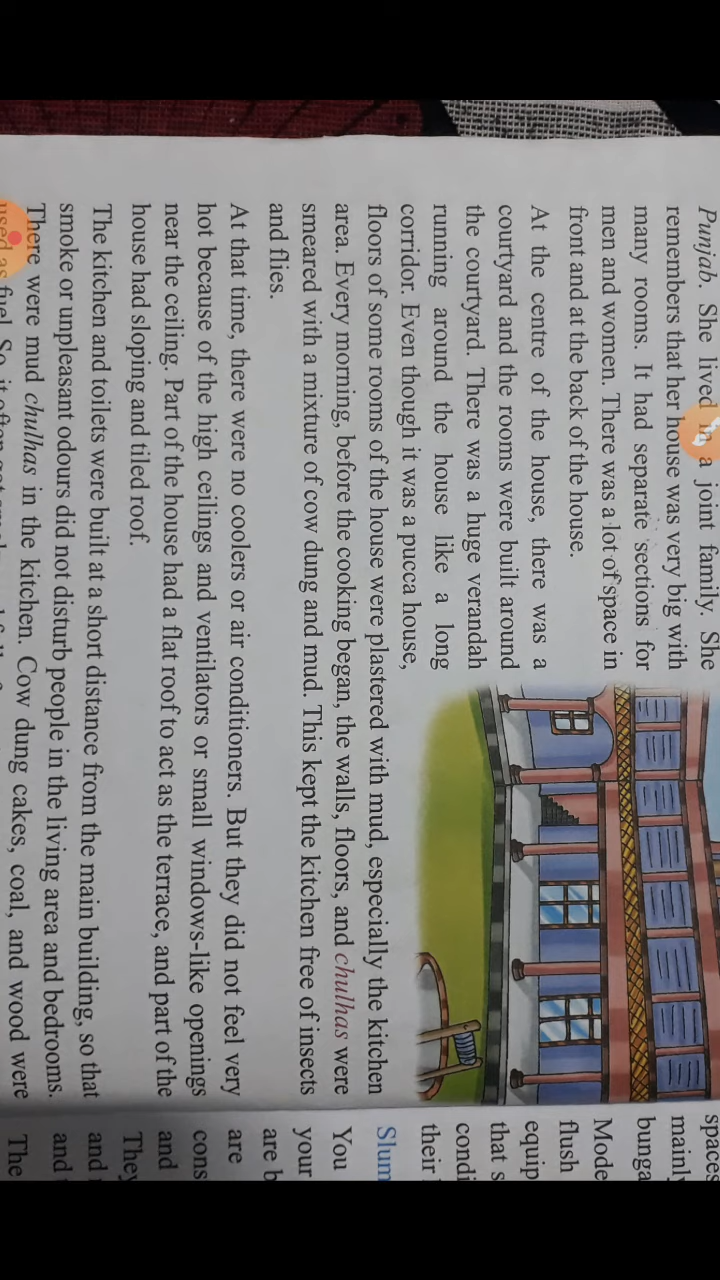 Punjab. She lived in a joint family. She
remembers that her house was very big with
many rooms. It had separate sections for
men and women. There was a lot of space in
front and at the back of the house.
At the centre of the house, there was a
courtyard and the rooms were built around
the courtyard. There was a huge verandah
running around the house like a long
corridor. Even though it was a pucca house,
floors of some rooms of the house were plastered with mud, especially the kitchen
area. Every morning, before the cooking began, the walls, floors, and chulhas were
smeared with a mixture of cow dung and mud. This kept the kitchen free of insects
and flies.
At that time, there were no coolers or air conditioners. But they did not feel very
hot because of the high ceilings and ventilators or small windows-like openings
near the ceiling. Part of the house had a flat roof to act as the terrace, and part of the
house had sloping and tiled roof.
The kitchen and toilets were built at a short distance from the main building, so that
smoke or unpleasant odours did not disturb people in the living area and bedrooms.
There were mud chulhas in the kitchen. Cow dung cakes, coal, and wood were
used as fuel. So it often got
spaces
mainly
bunga
Mode
flush
equip
that s
condi
their
Slum
You
your
are b
are
cons
and
They
and
and
The